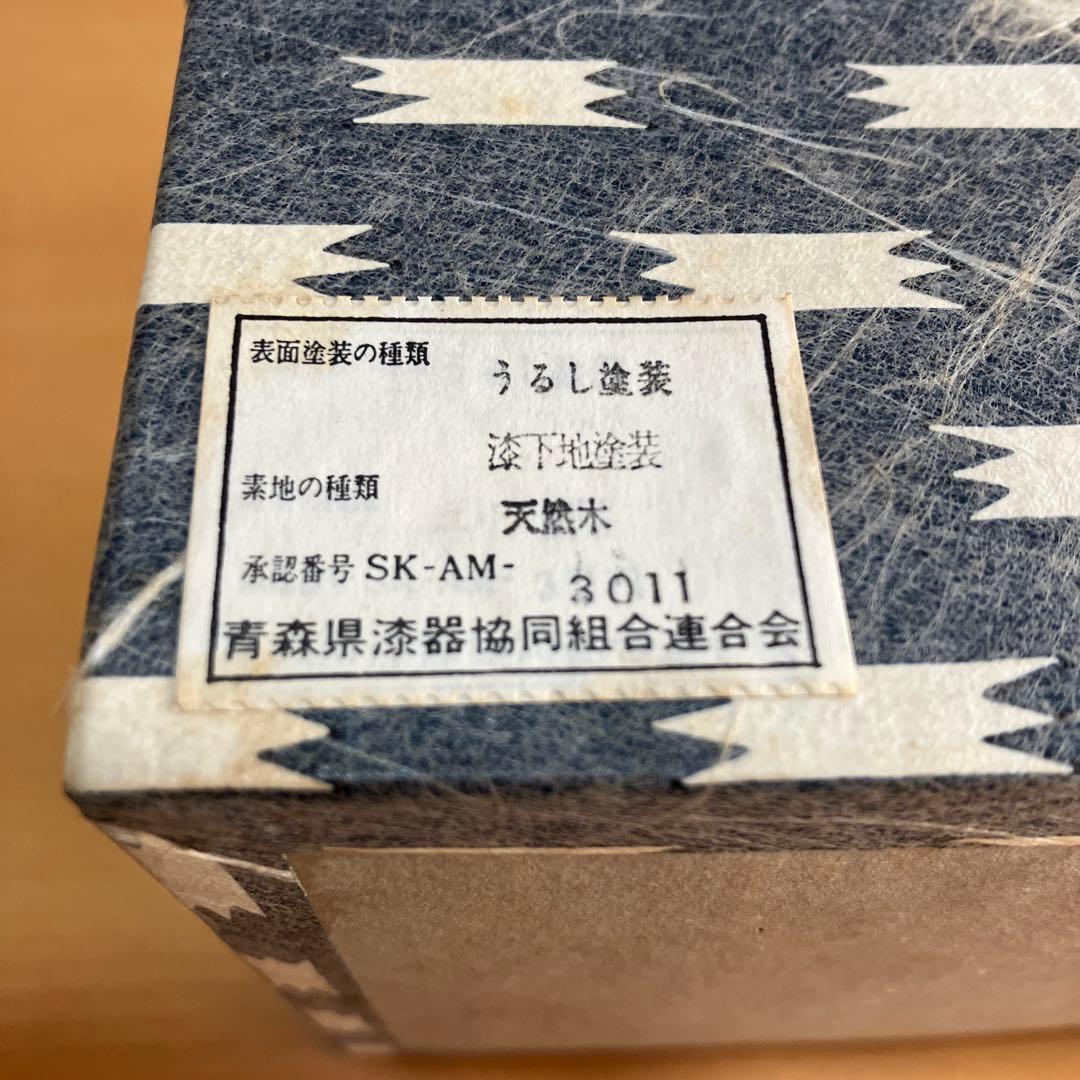 表面塗装の種類 うるし塗装
漆下地塗装
素地の種類 天然木
承認番号 SK-AM-3011
青森県漆器協同組合連合会